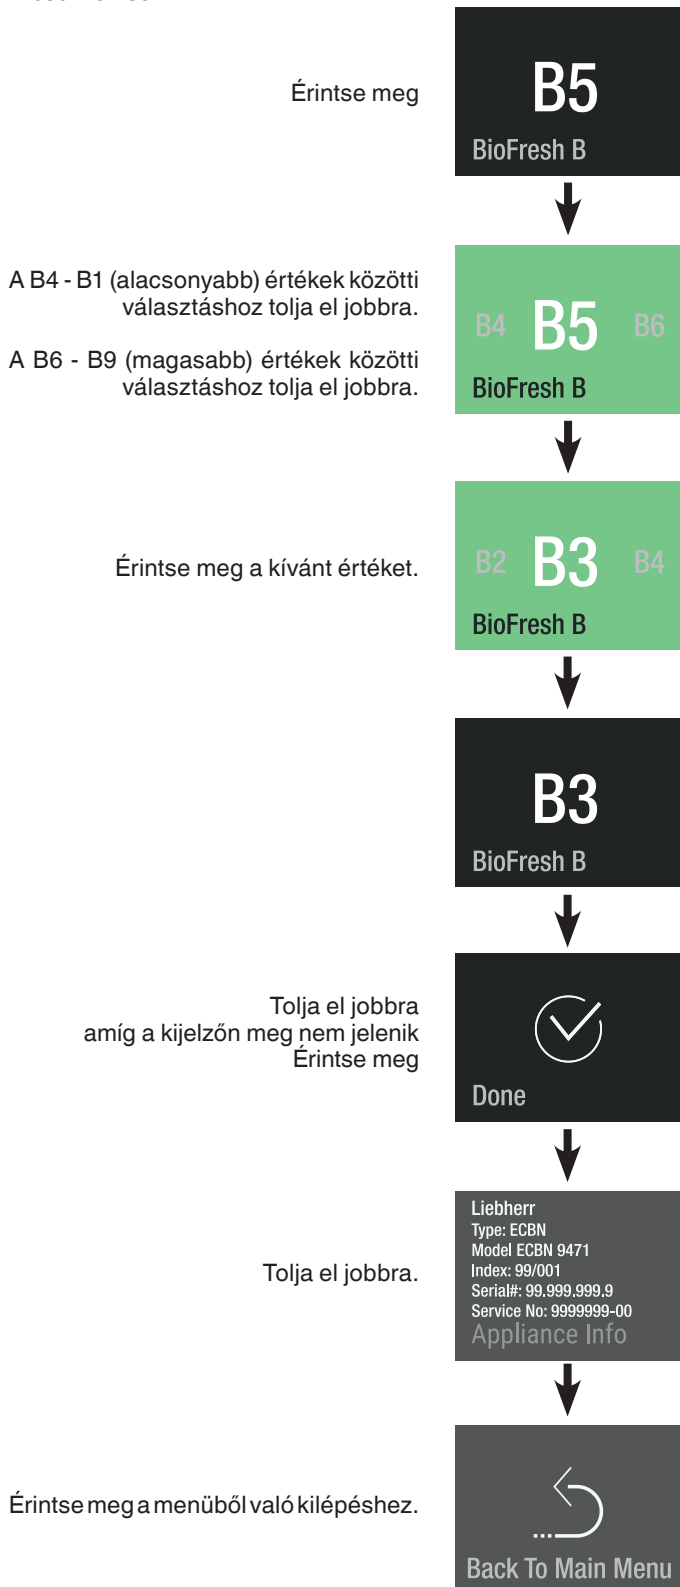 Érintse meg
B5
BioFresh B
A B4 - B1 (alacsonyabb) értékek közötti
választáshoz tolja el jobbra.
A B6 - B9 (magasabb) értékek közötti
választáshoz tolja el jobbra.
B4 B5 B6
BioFresh B
Érintse meg a kívánt értéket.
B2 B3 B4
BioFresh B
B3
BioFresh B
Tolja el jobbra
amíg a kijelzőn meg nem jelenik
Érintse meg
Done
Tolja el jobbra.
Liebherr
Type: ECBN
Model ECBN 9471
Index: 99/001
Serial#: 99.999.999.9
Service No: 9999999-00
Appliance Info
Érintse meg a menüből való kilépéshez.
Back To Main Menu